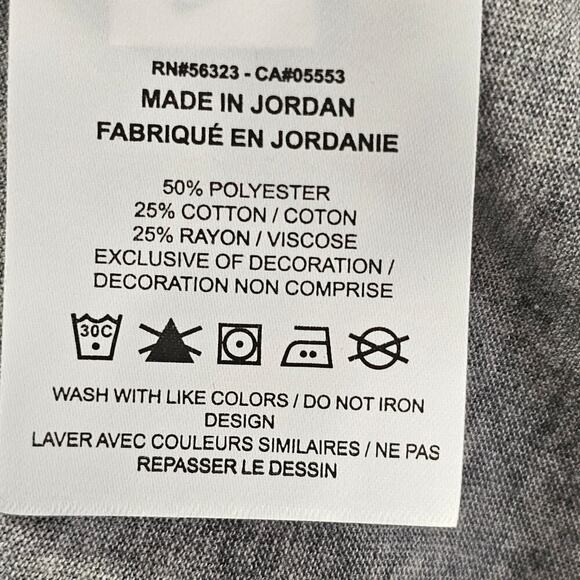 RN#56323 - CA#05553
MADE IN JORDAN
FABRIQUÉ EN JORDANIE
50% POLYESTER
25% COTTON / COTON
25% RAYON / VISCOSE
EXCLUSIVE OF DECORATION /
DECORATION NON COMPRISE
30C
WASH WITH LIKE COLORS / DO NOT IRON
DESIGN
LAVER AVEC COULEURS SIMILAIRES / NE PAS
REPASSER LE DESSIN